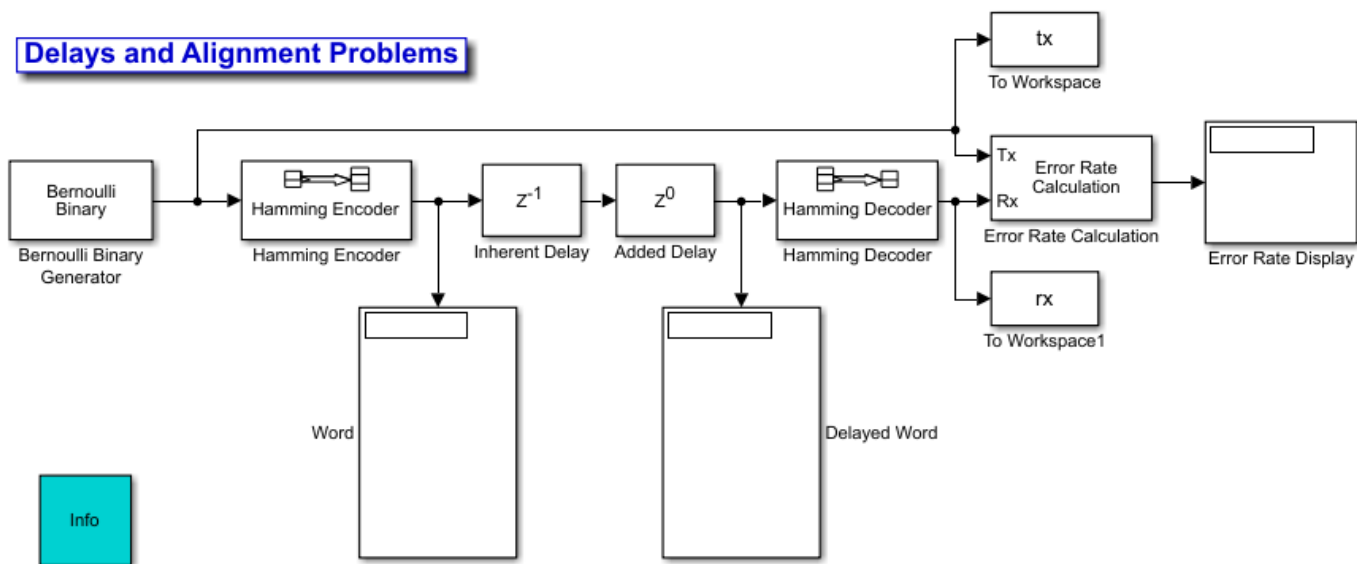 Delays and Alignment Problems
tx
To Workspace
Bernoulli
Binary
Bernoulli Binary
Generator
Hamming Encoder
Hamming Encoder
z-1
Inherent Delay
z0
Added Delay
Hamming Decoder
Hamming Decoder
Tx
Rx
Error Rate
Calculation
Error Rate Calculation
Error Rate Display
rx
To Workspace1
Word
Delayed Word
Info